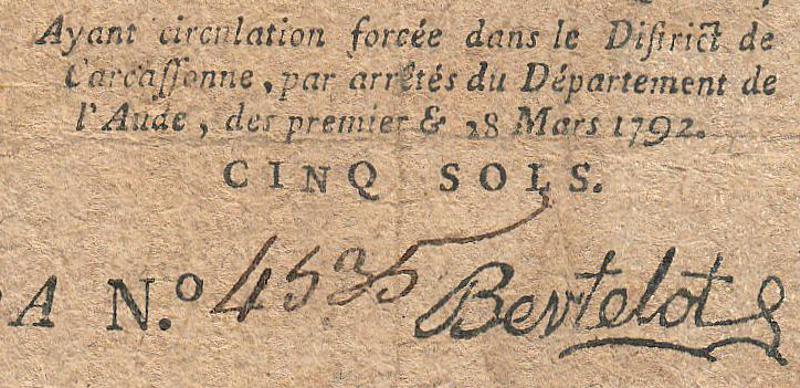 Ayant circulation forcée dans le Diſtrict de
Carcaſſonne, par arrêtés du Département de
l'Aude, des premier & 28 Mars 1792.
CINQ SOLS.
A N.º 4535 Bertelot